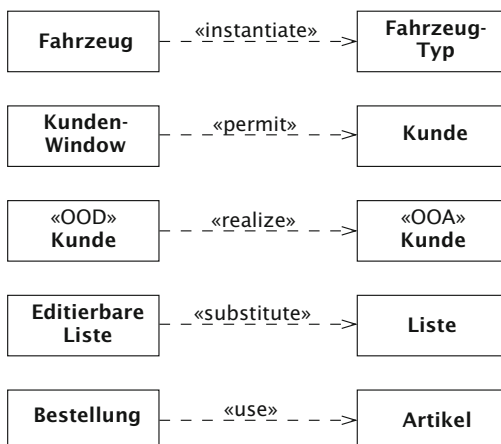 Fahrzeug «instantiate» Fahrzeug-
Typ
Kunden-
Window «permit» Kunde
«OOD»
Kunde «realize» «OOA»
Kunde
Editierbare
Liste «substitute» Liste
Bestellung «use» Artikel